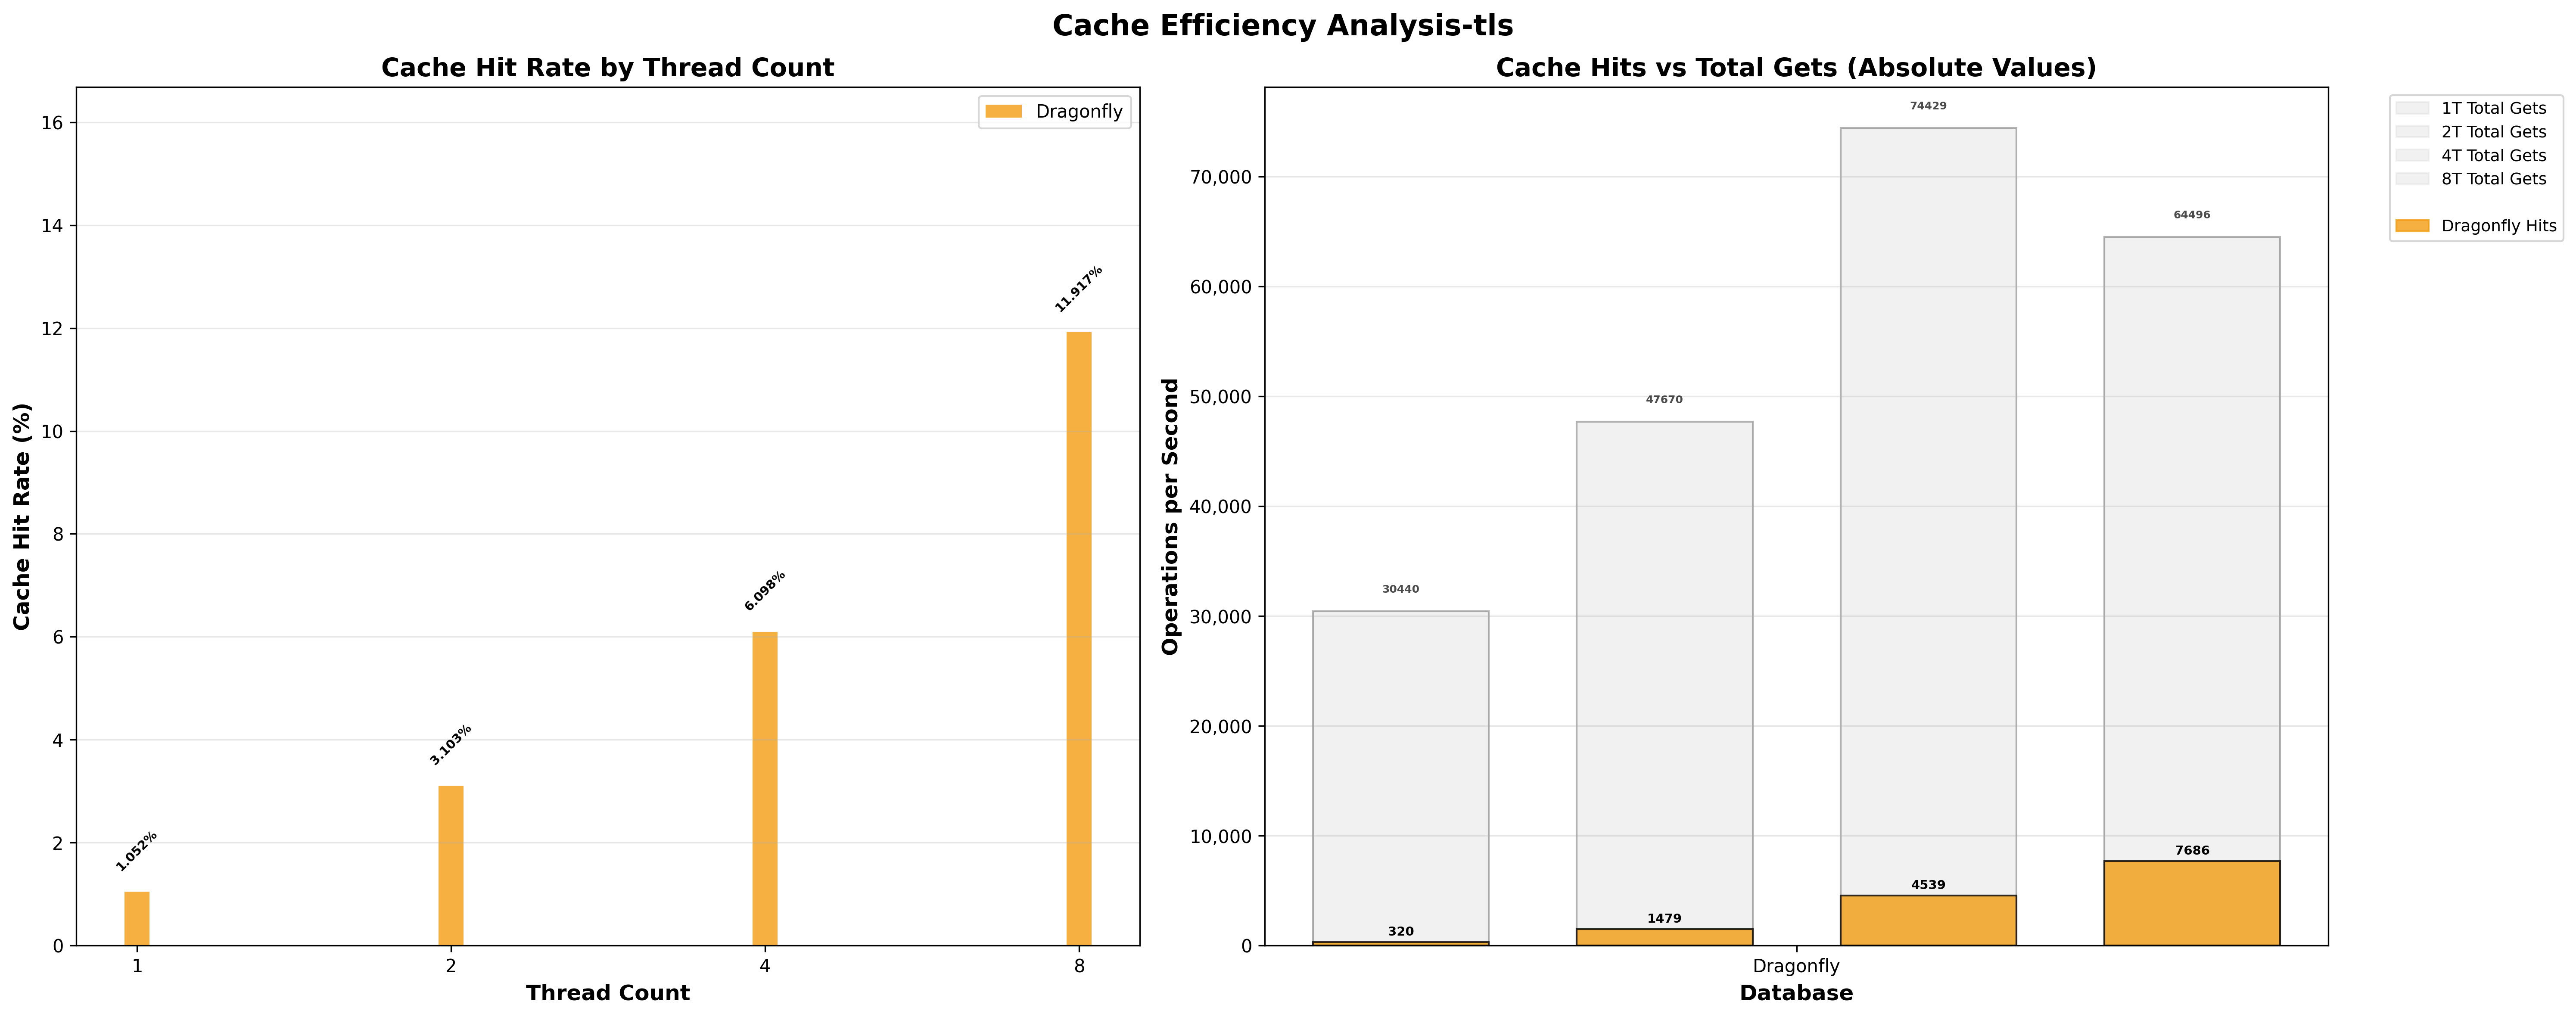 Cache Efficiency Analysis-tls
Cache Hit Rate by Thread Count
Cache Hit Rate (%)
16
14
12
10
8
6
4
2
0
Dragonfly
1.052%
3.103%
6.098%
11.917%
1
2
4
8
Thread Count
Cache Hits vs Total Gets (Absolute Values)
Operations per Second
70,000
60,000
50,000
40,000
30,000
20,000
10,000
0
30440
47670
74429
64496
320
1479
4539
7686
Dragonfly
Database
1T Total Gets
2T Total Gets
4T Total Gets
8T Total Gets
Dragonfly Hits